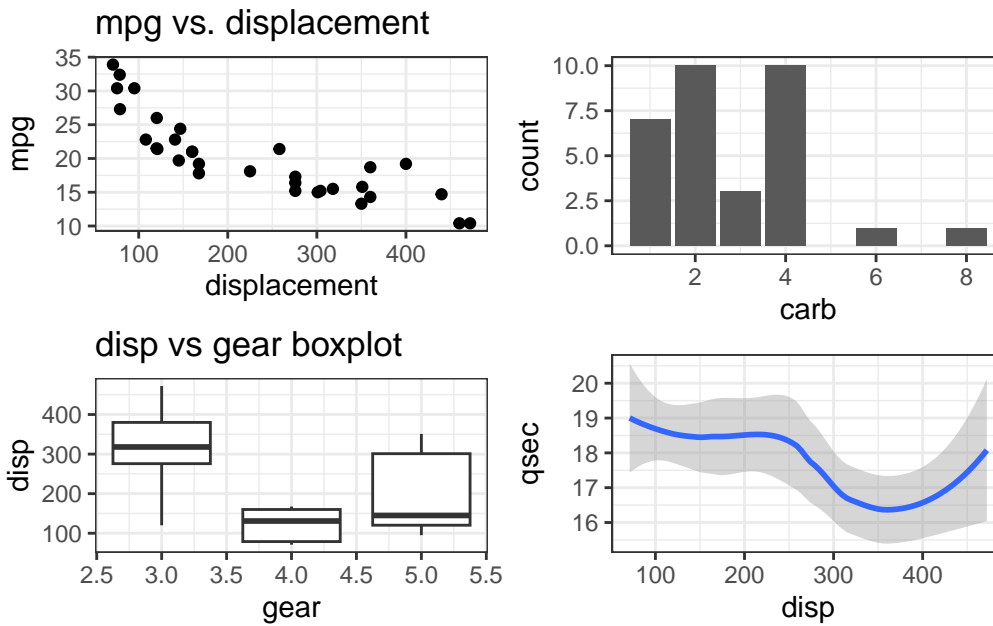 mpg vs. displacement
35
30
25
20
15
10
mpg
100 200 300 400
displacement
10.0
7.5
5.0
2.5
0.0
count
2 4 6 8
carb
disp vs gear boxplot
400
300
200
100
disp
2.5 3.0 3.5 4.0 4.5 5.0 5.5
gear
20
19
18
17
16
qsec
100 200 300 400
disp